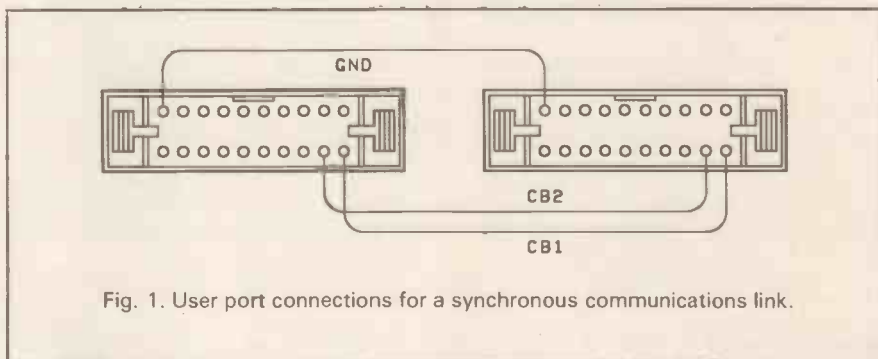 GND
CB2
CB1
Fig. 1. User port connections for a synchronous communications link.